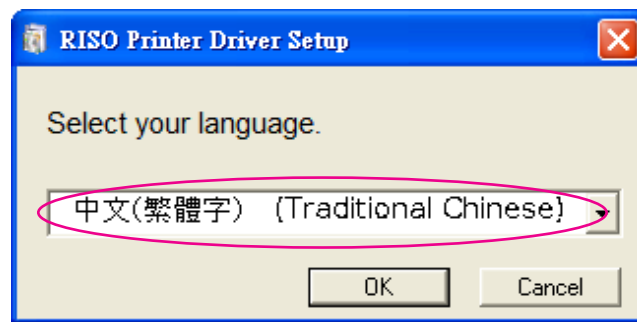 RISO Printer Driver Setup
Select your language.
中文(繁體字) {Traditional Chinese}
OK Cancel